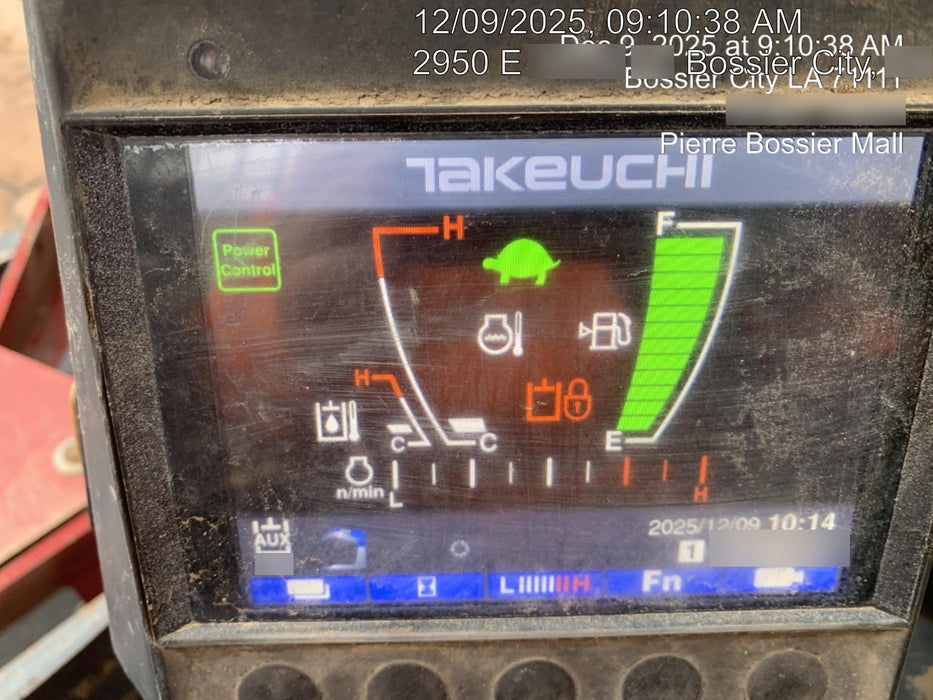 12/09/2025, 09:10:38 AM
Dec 9, 2025 at 9:10:38 AM
2950 E Bossier City,
Bossier City LA
Pierre Bossier Mall
TAKEUCHI
Power
Control
H
F
H
C
C
E
n/min
L
H
AUX
2025/12/09 10:14
1
L H
Fn